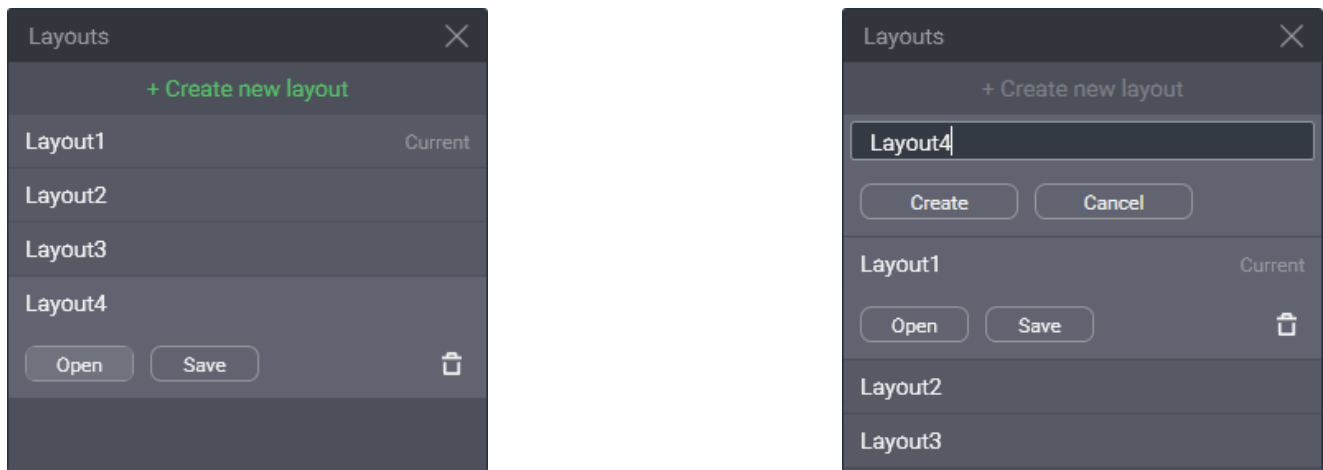 Layouts
+ Create new layout
Layout1 Current
Layout2
Layout3
Layout4
Open Save
Layouts
+ Create new layout
Layout4
Create Cancel
Layout1 Current
Open Save
Layout2
Layout3